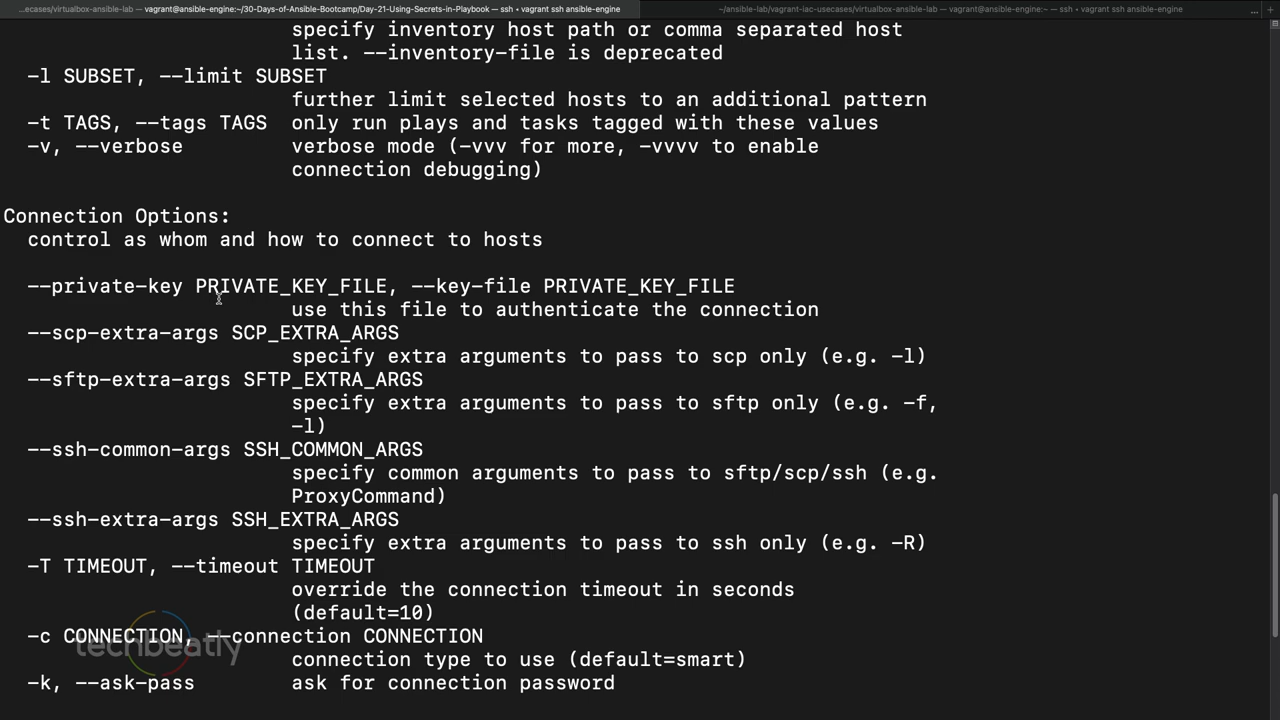 ...ecases/virtualbox-ansible-lab — vagrant@ansible-engine:~/30-Days-of-Ansible-Bootcamp/Day-21-Using-Secrets-in-Playbook — ssh • vagrant ssh ansible-engine
~/ansible-lab/vagrant-iac-usecases/virtualbox-ansible-lab — vagrant@ansible-engine:~ — ssh • vagrant ssh ansible-engine ... +
specify inventory host path or comma separated host
list. --inventory-file is deprecated
-l SUBSET, --limit SUBSET
further limit selected hosts to an additional pattern
-t TAGS, --tags TAGS  only run plays and tasks tagged with these values
-v, --verbose         verbose mode (-vvv for more, -vvvv to enable
connection debugging)
Connection Options:
control as whom and how to connect to hosts
--private-key PRIVATE_KEY_FILE, --key-file PRIVATE_KEY_FILE
use this file to authenticate the connection
--scp-extra-args SCP_EXTRA_ARGS
specify extra arguments to pass to scp only (e.g. -l)
--sftp-extra-args SFTP_EXTRA_ARGS
specify extra arguments to pass to sftp only (e.g. -f,
-l)
--ssh-common-args SSH_COMMON_ARGS
specify common arguments to pass to sftp/scp/ssh (e.g.
ProxyCommand)
--ssh-extra-args SSH_EXTRA_ARGS
specify extra arguments to pass to ssh only (e.g. -R)
-T TIMEOUT, --timeout TIMEOUT
override the connection timeout in seconds
(default=10)
-c CONNECTION, --connection CONNECTION
techbeatly
connection type to use (default=smart)
-k, --ask-pass        ask for connection password